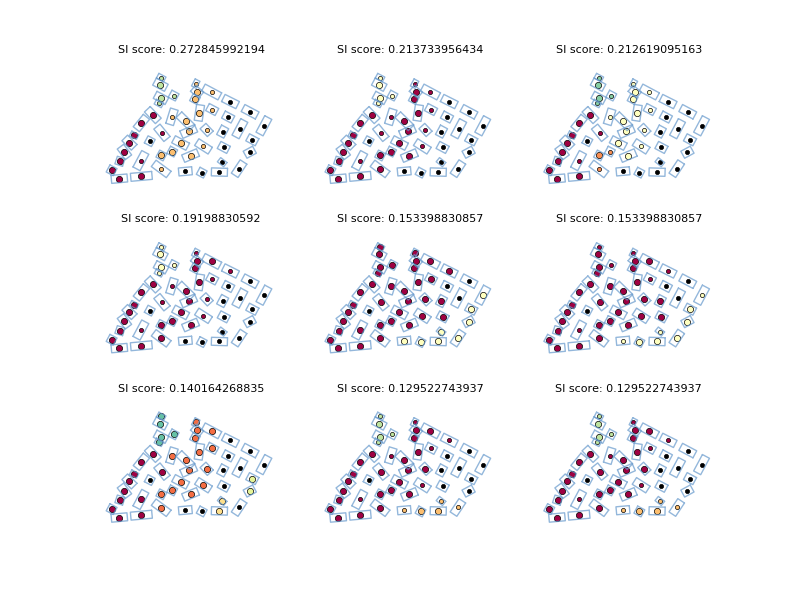 SI score: 0.272845992194
SI score: 0.213733956434
SI score: 0.212619095163
SI score: 0.19198830592
SI score: 0.153398830857
SI score: 0.153398830857
SI score: 0.140164268835
SI score: 0.129522743937
SI score: 0.129522743937